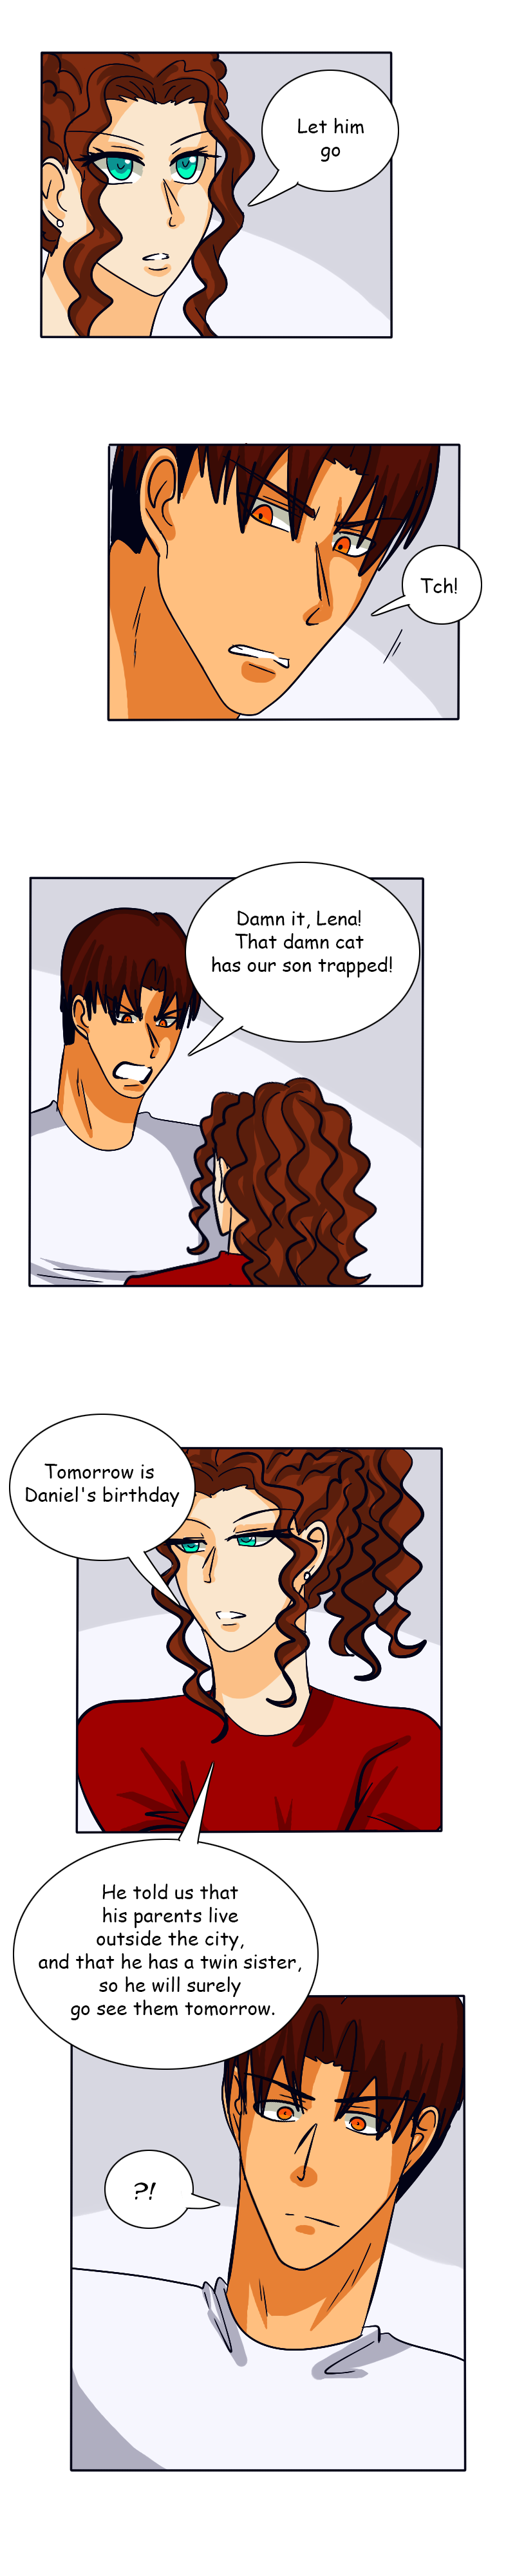 Let him
go
Tch!
Damn it, Lena!
That damn cat
has our son trapped!
Tomorrow is
Daniel's birthday
He told us that
his parents live
outside the city,
and that he has a twin sister,
so he will surely
go see them tomorrow.
?!